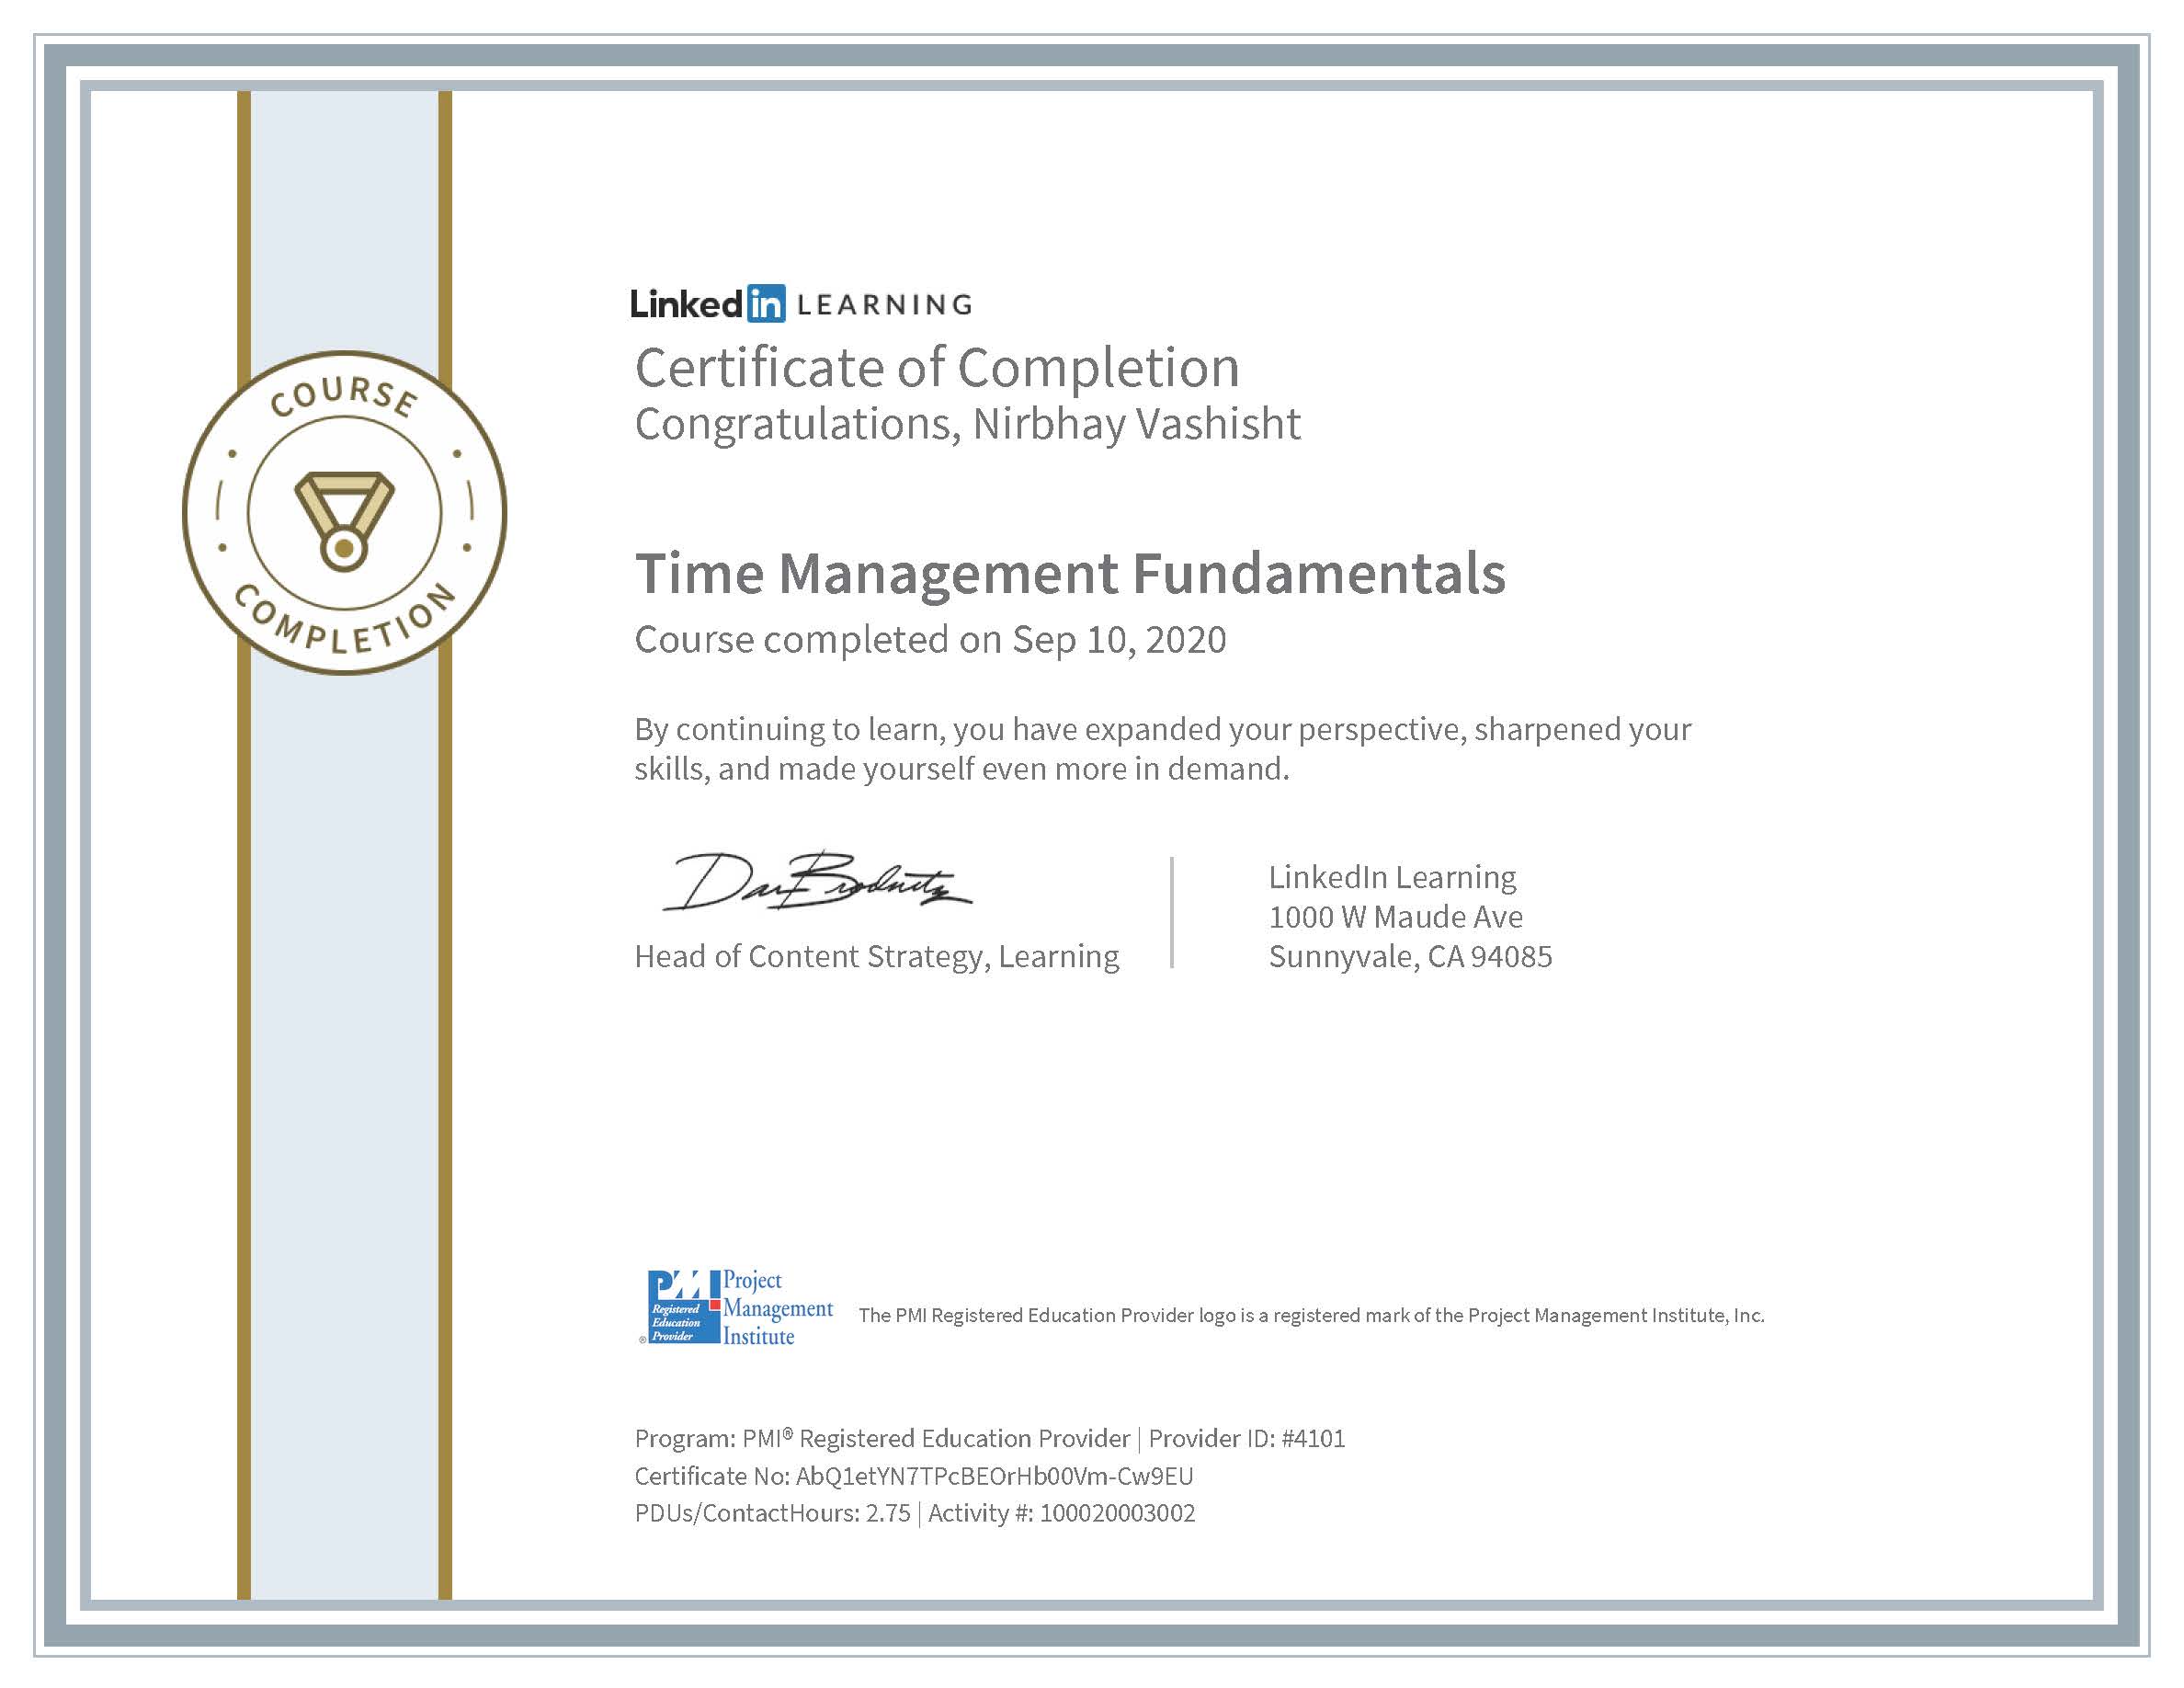 COURSE
COMPLETION
Linked in LEARNING
Certificate of Completion
Congratulations, Nirbhay Vashisht
Time Management Fundamentals
Course completed on Sep 10, 2020
By continuing to learn, you have expanded your perspective, sharpened your
skills, and made yourself even more in demand.
Head of Content Strategy, Learning
LinkedIn Learning
1000 W Maude Ave
Sunnyvale, CA 94085
PMI
Registered
Education
® Provider
Project
Management
Institute
The PMI Registered Education Provider logo is a registered mark of the Project Management Institute, Inc.
Program: PMI® Registered Education Provider | Provider ID: #4101
Certificate No: AbQ1etYN7TPcBEOrHb00Vm-Cw9EU
PDUs/ContactHours: 2.75 | Activity #: 100020003002